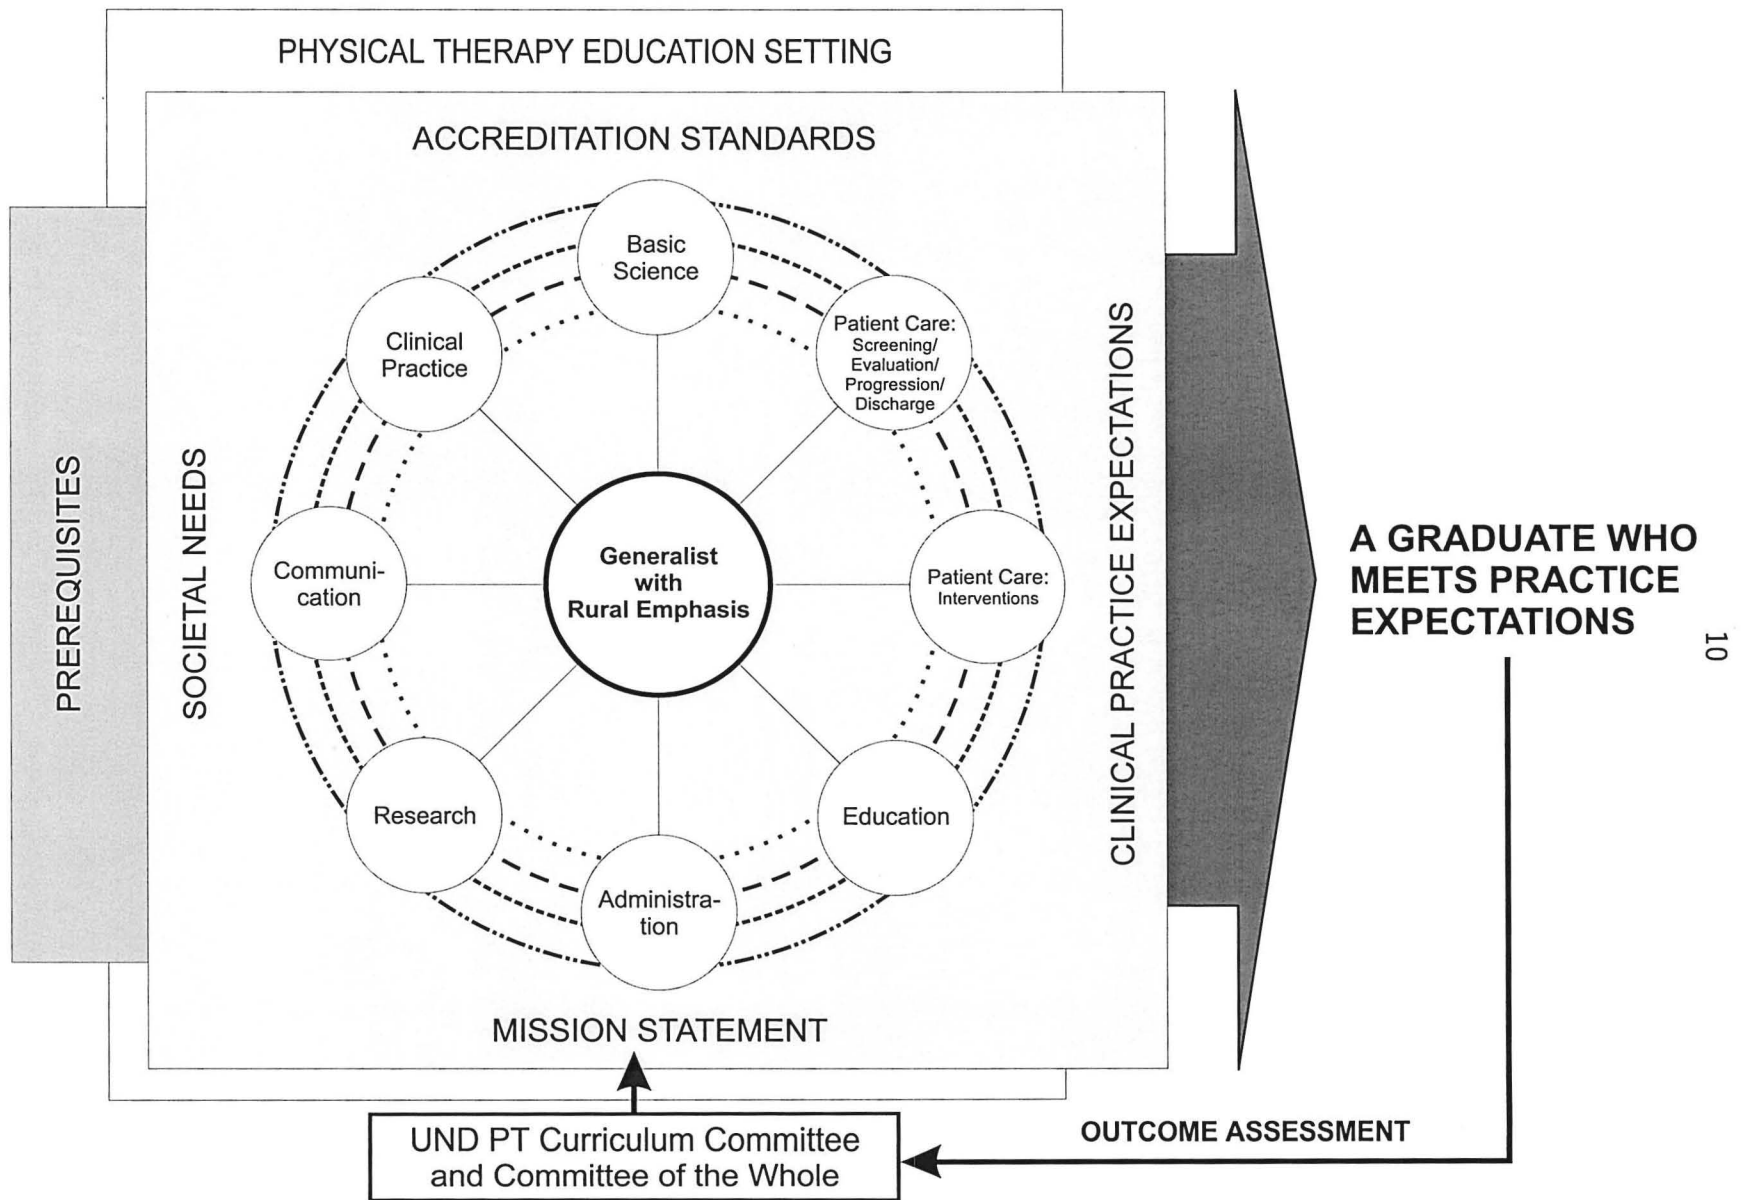 PHYSICAL THERAPY EDUCATION SETTING
ACCREDITATION STANDARDS
PREREQUISITES
SOCIETAL NEEDS
Basic
Science
Patient Care:
Screening/
Evaluation/
Progression/
Discharge
Patient Care:
Interventions
Education
Administra-
tion
Research
Communi-
cation
Clinical
Practice
Generalist
with
Rural Emphasis
CLINICAL PRACTICE EXPECTATIONS
MISSION STATEMENT
A GRADUATE WHO
MEETS PRACTICE
EXPECTATIONS
10
OUTCOME ASSESSMENT
UND PT Curriculum Committee
and Committee of the Whole